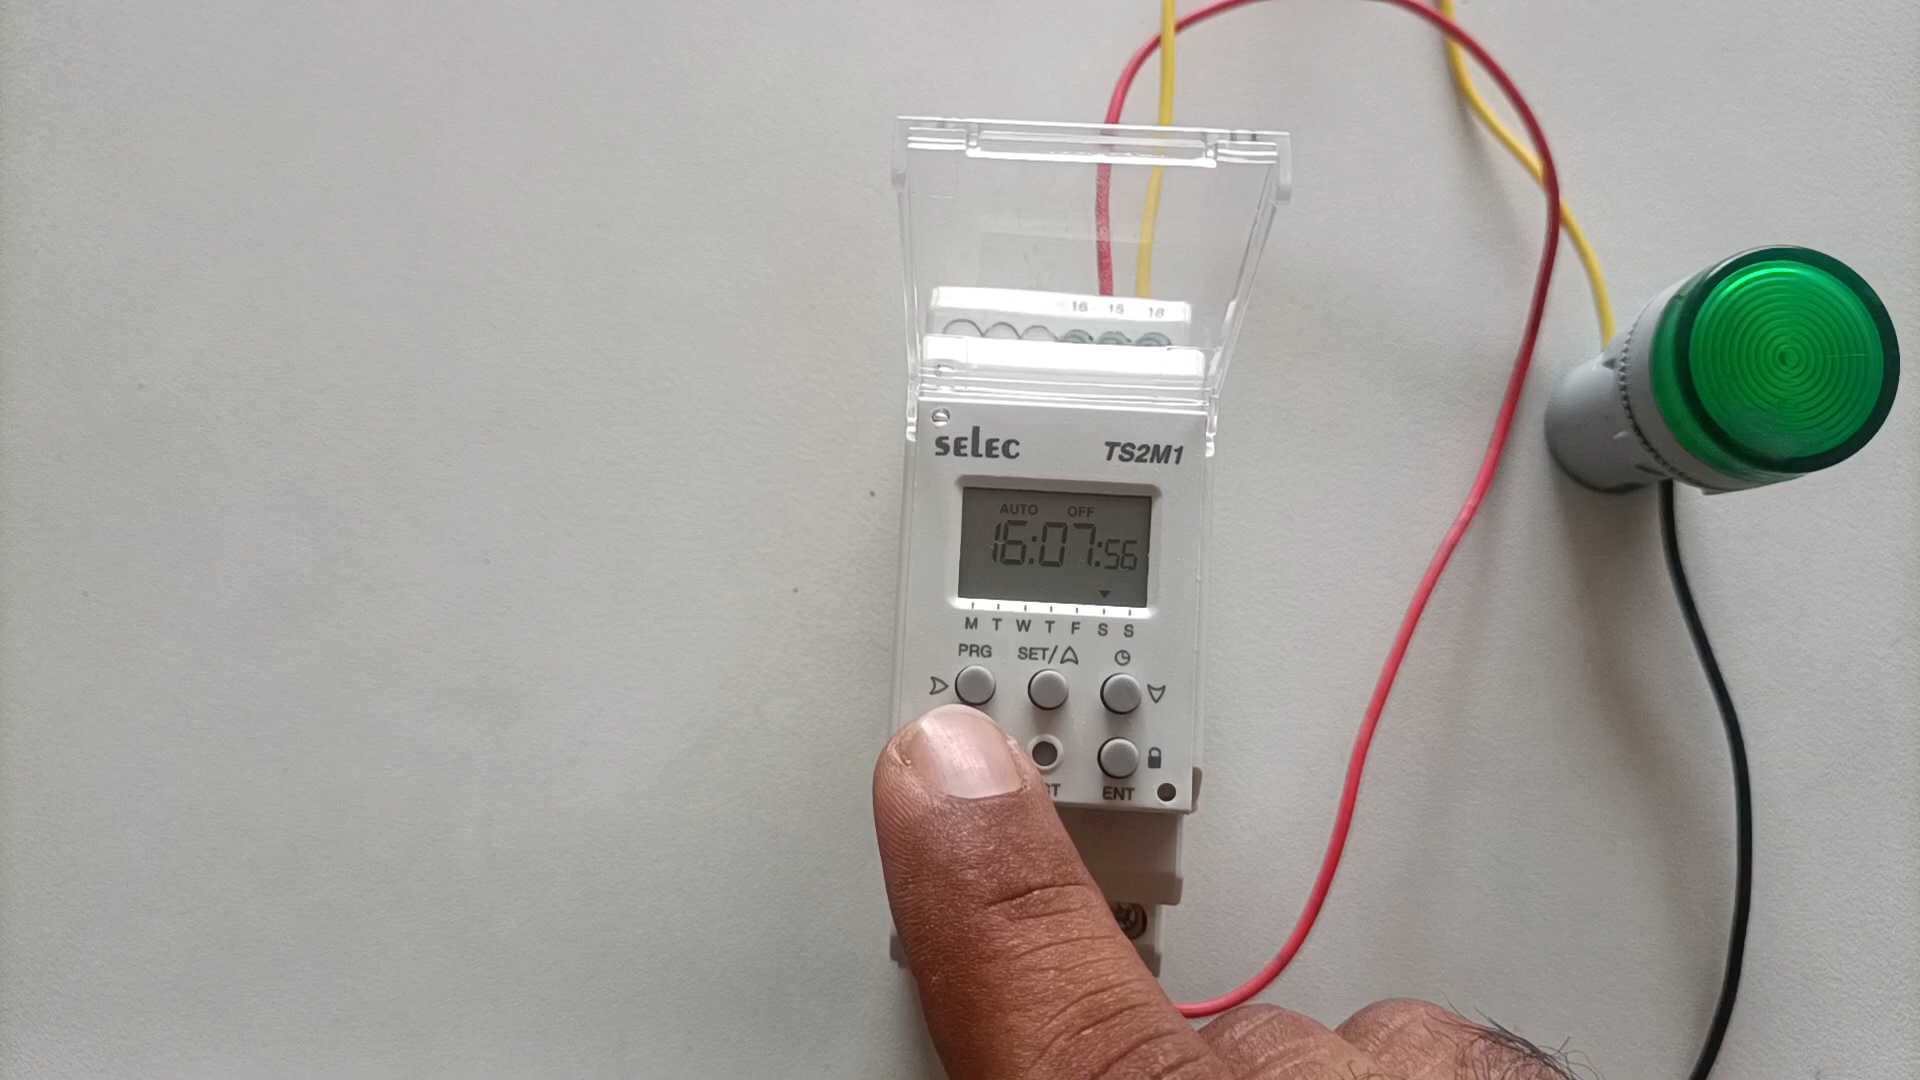 16 15 18
SELEC TS2M1
AUTO OFF
16:07:56
M T W T F S S
PRG SET/
ENT